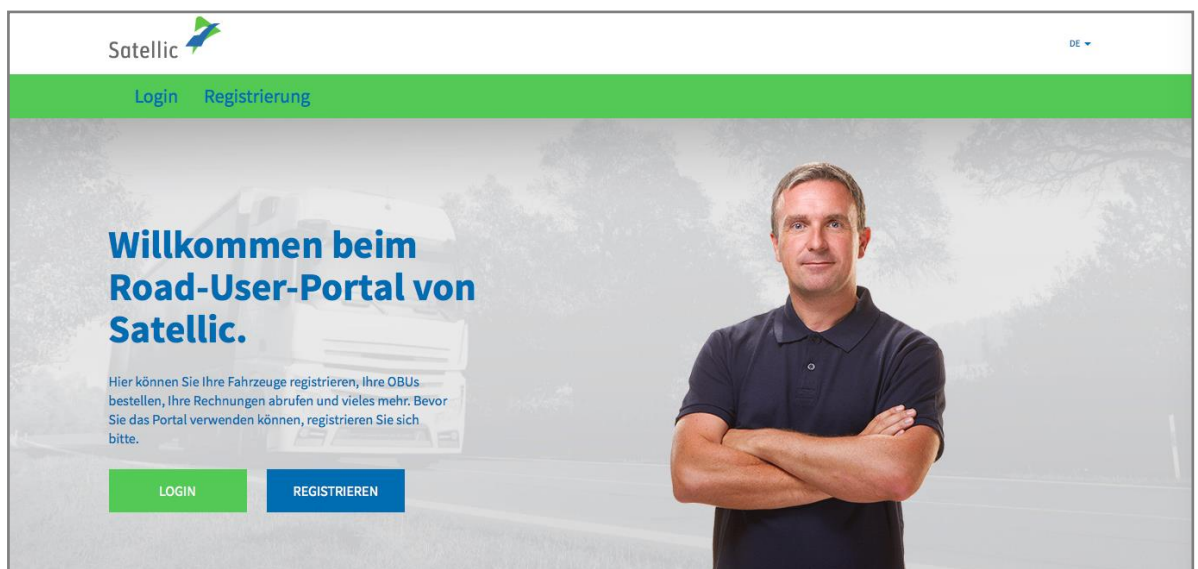 Satellic
DE
Login Registrierung
Willkommen beim
Road-User-Portal von
Satellic.
Hier können Sie Ihre Fahrzeuge registrieren, Ihre OBUs
bestellen, Ihre Rechnungen abrufen und vieles mehr. Bevor
Sie das Portal verwenden können, registrieren Sie sich
bitte.
LOGIN REGISTRIEREN